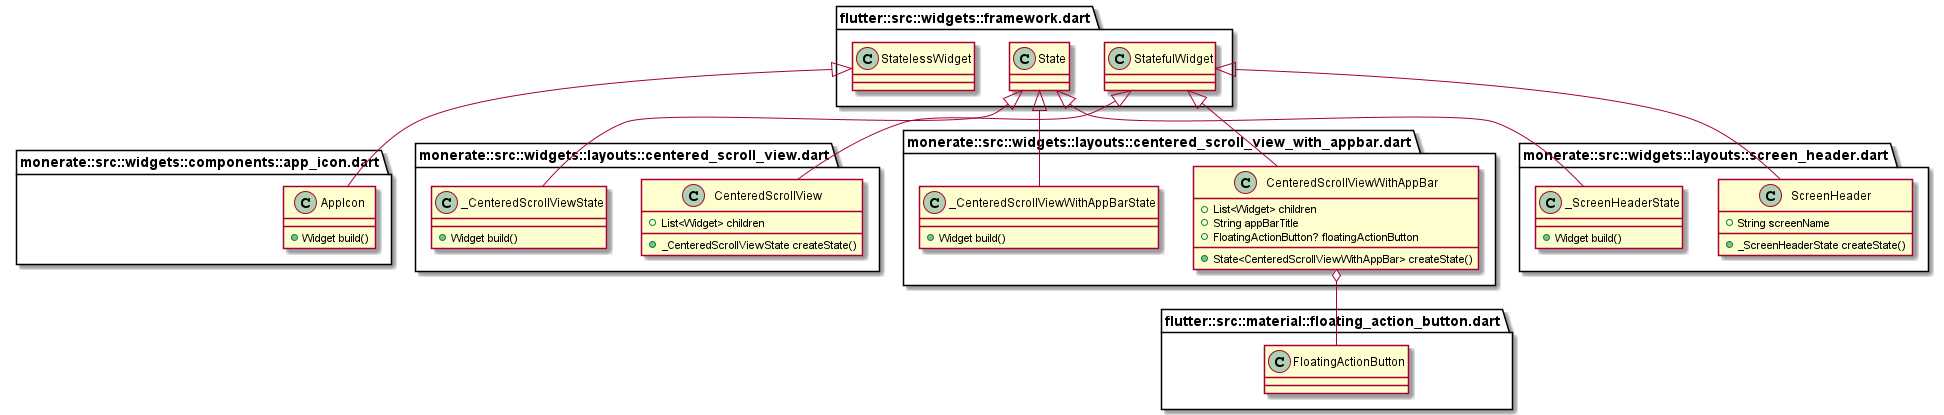 flutter::src::widgets::framework.dart
C StatelessWidget
C State
C StatefulWidget
monerate::src::widgets::components::app_icon.dart
C AppIcon
Widget build()
monerate::src::widgets::layouts::centered_scroll_view.dart
C _CenteredScrollViewState
Widget build()
C CenteredScrollView
List<Widget> children
_CenteredScrollViewState createState()
monerate::src::widgets::layouts::centered_scroll_view_with_appbar.dart
C _CenteredScrollViewWithAppBarState
Widget build()
C CenteredScrollViewWithAppBar
List<Widget> children
String appBarTitle
FloatingActionButton? floatingActionButton
State<CenteredScrollViewWithAppBar> createState()
monerate::src::widgets::layouts::screen_header.dart
C _ScreenHeaderState
Widget build()
C ScreenHeader
String screenName
_ScreenHeaderState createState()
flutter::src::material::floating_action_button.dart
C FloatingActionButton